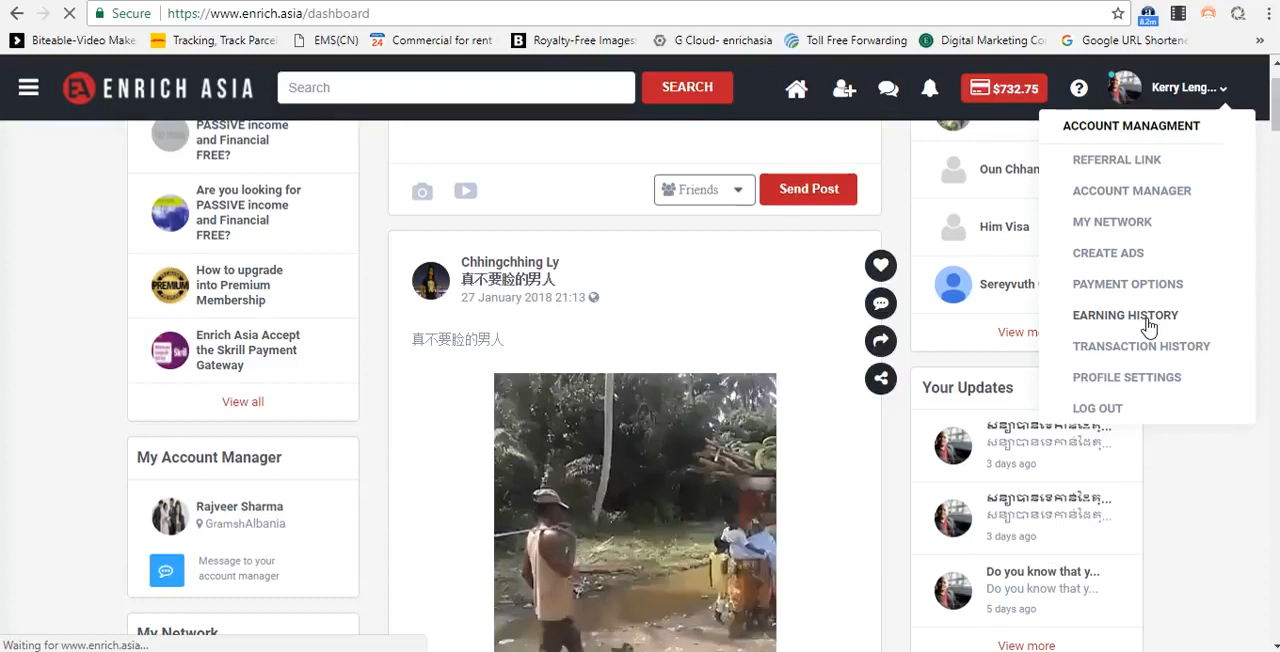 Secure
https://www.enrich.asia/dashboard
8.2m
Biteable-Video Make
Tracking, Track Parcel
EMS(CN)
24
Commercial for rent
B
Royalty-Free Images
G Cloud- enrichasia
Toll Free Forwarding
Digital Marketing Co
Google URL Shortene
»
ENRICH ASIA
Search
SEARCH
$732.75
Kerry Leng...
ACCOUNT MANAGMENT
REFERRAL LINK
ACCOUNT MANAGER
MY NETWORK
CREATE ADS
PAYMENT OPTIONS
EARNING HISTORY
TRANSACTION HISTORY
PROFILE SETTINGS
LOG OUT
PASSIVE income
and Financial
FREE?
Are you looking for
PASSIVE income
and Financial
FREE?
PREMIUM
How to upgrade
into Premium
Membership
Skrill
Enrich Asia Accept
the Skrill Payment
Gateway
View all
My Account Manager
Rajveer Sharma
GramshAlbania
Message to your
account manager
My Network
Friends
Send Post
Chhingchhing Ly
真不要脸的男人
27 January 2018 21:13
真不要脸的男人
Oun Chhan
Him Visa
Sereyvuth
View mo
Your Updates
3 days ago
3 days ago
Do you know that y...
Do you know that y...
5 days ago
View more
Waiting for www.enrich.asia...